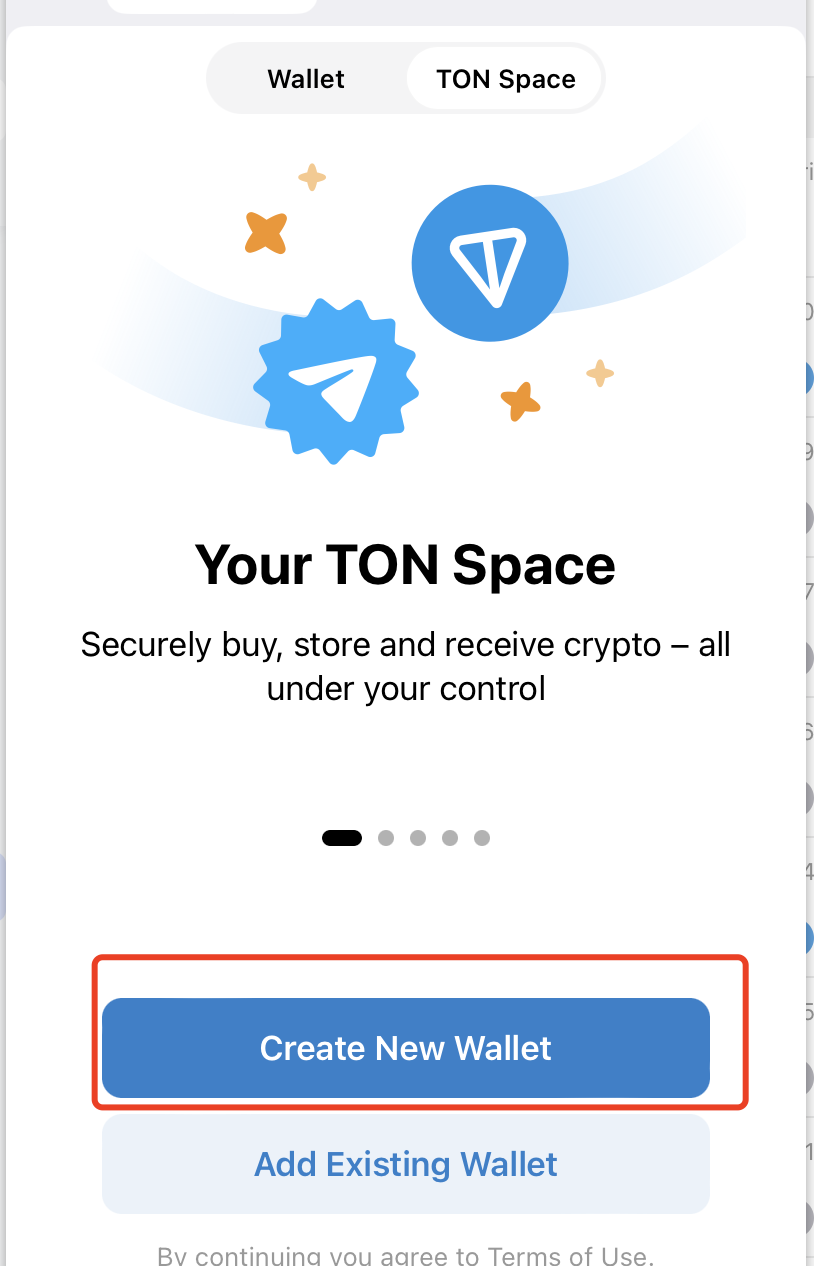 Wallet
TON Space
Your TON Space
Securely buy, store and receive crypto – all
under your control
Create New Wallet
Add Existing Wallet
By continuing you agree to Terms of Use.